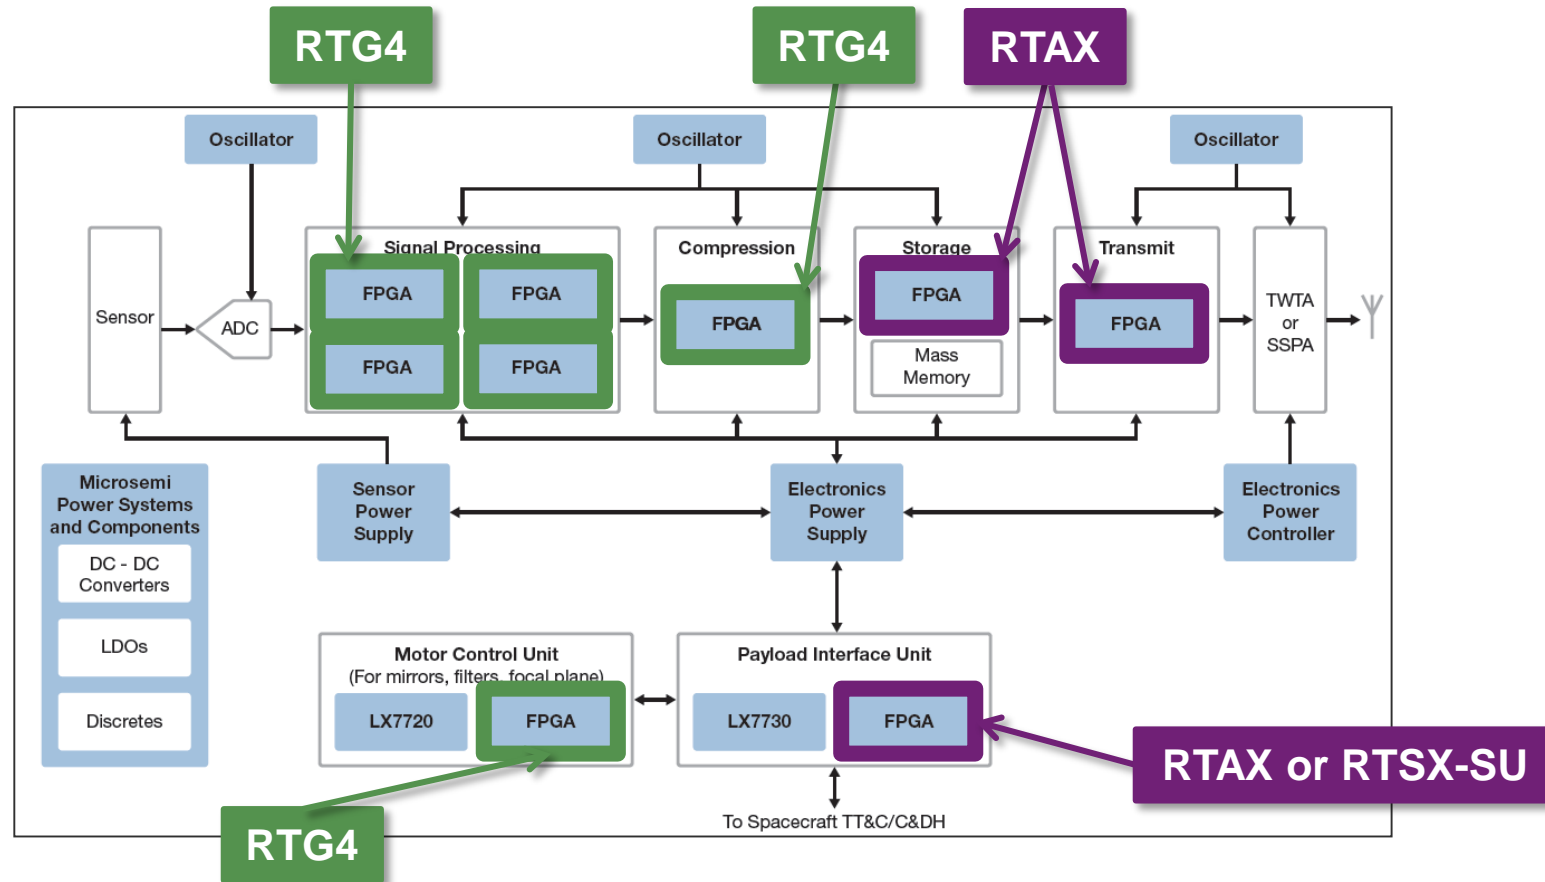 RTG4
RTG4
RTAX
Oscillator
Oscillator
Oscillator
Sensor
ADC
Signal Processing
FPGA
FPGA
FPGA
FPGA
Compression
FPGA
Storage
FPGA
Mass
Memory
Transmit
FPGA
TWTA
or
SSPA
Microsemi
Power Systems
and Components
DC - DC
Converters
LDOs
Discretes
Sensor
Power
Supply
Electronics
Power
Supply
Electronics
Power
Controller
Motor Control Unit
(For mirrors, filters, focal plane)
LX7720
FPGA
Payload Interface Unit
LX7730
FPGA
RTAX or RTSX-SU
To Spacecraft TT&C/C&DH
RTG4